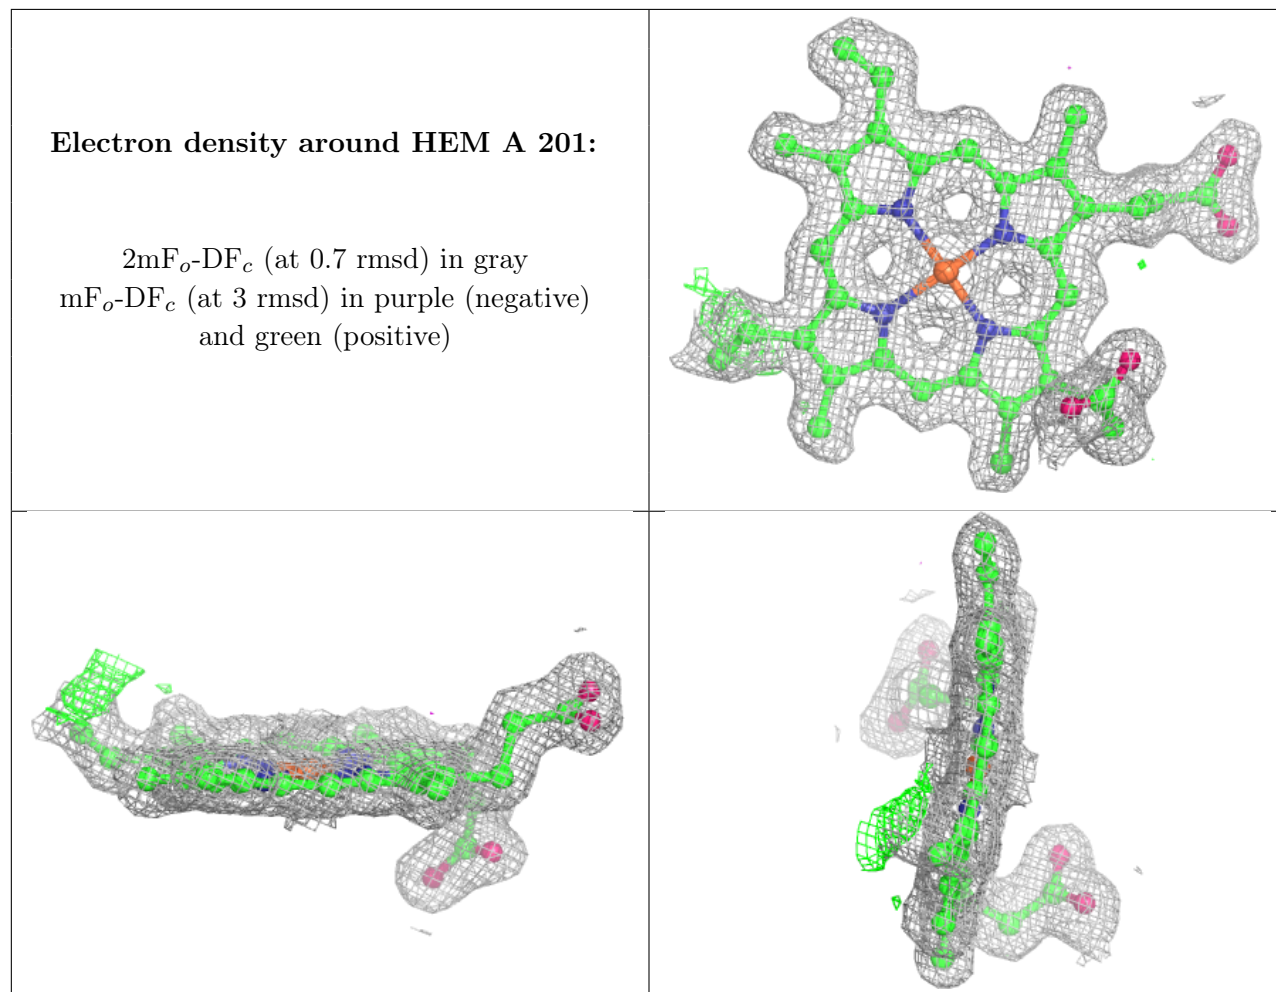 Electron density around HEM A 201:
2mFₒ-DF𝒸 (at 0.7 rmsd) in gray
mFₒ-DF𝒸 (at 3 rmsd) in purple (negative)
and green (positive)